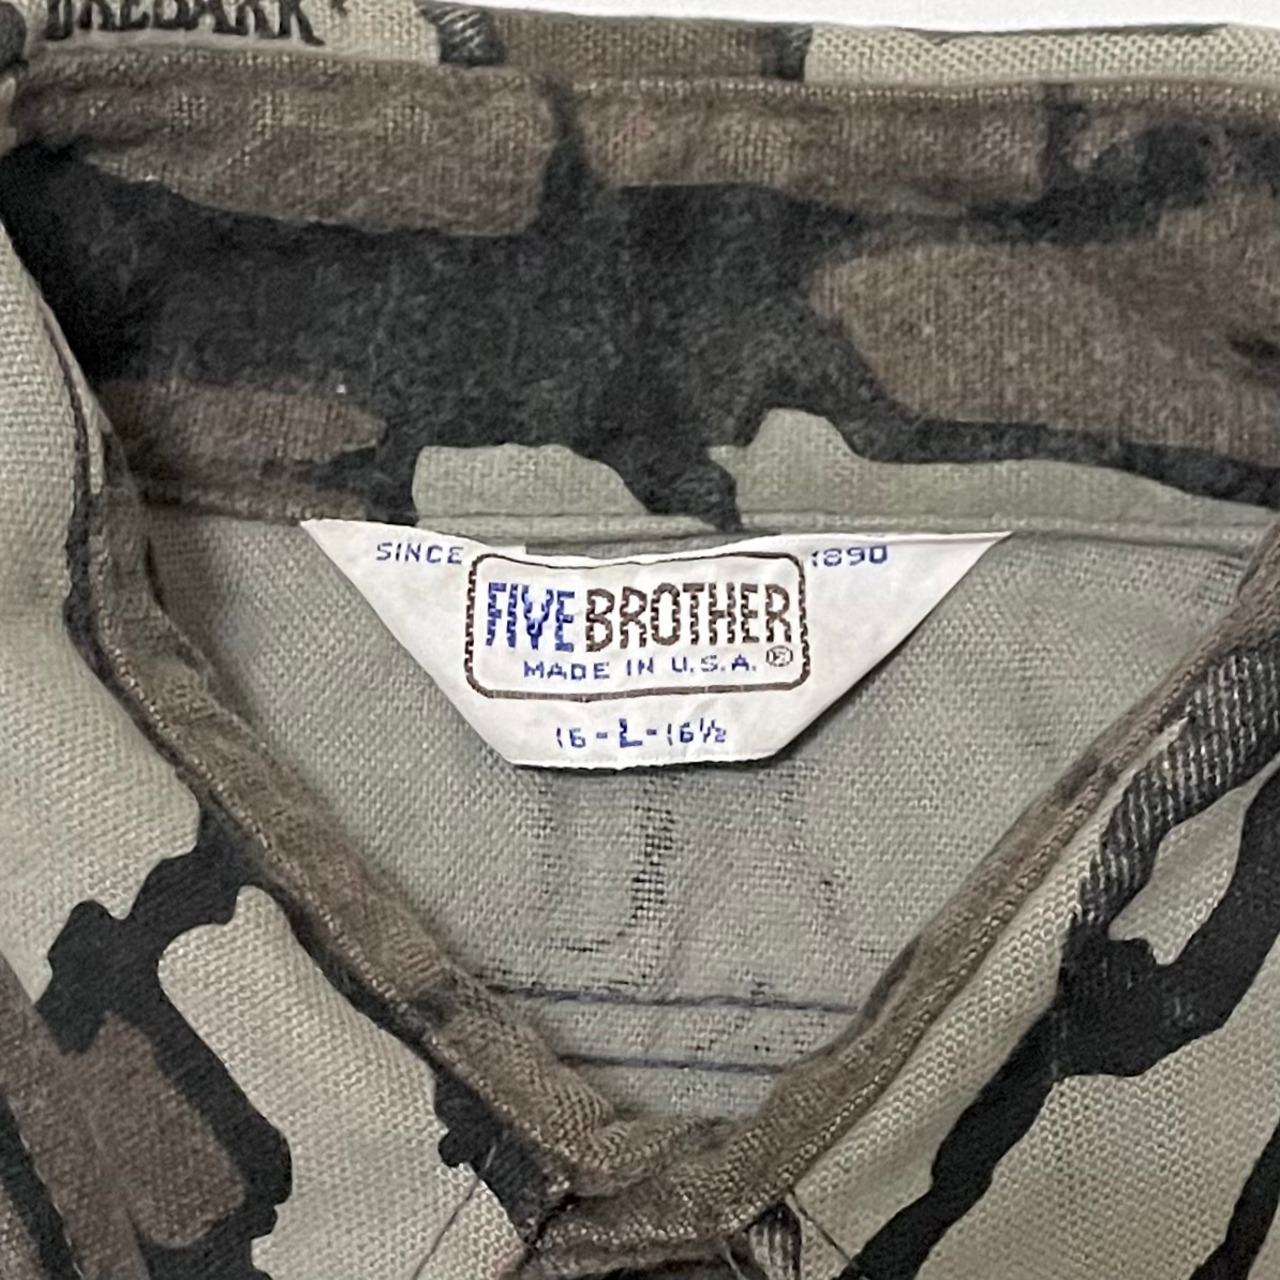 SINCE 1890
FIVE BROTHER
MADE IN U.S.A. ®
16-L-16½